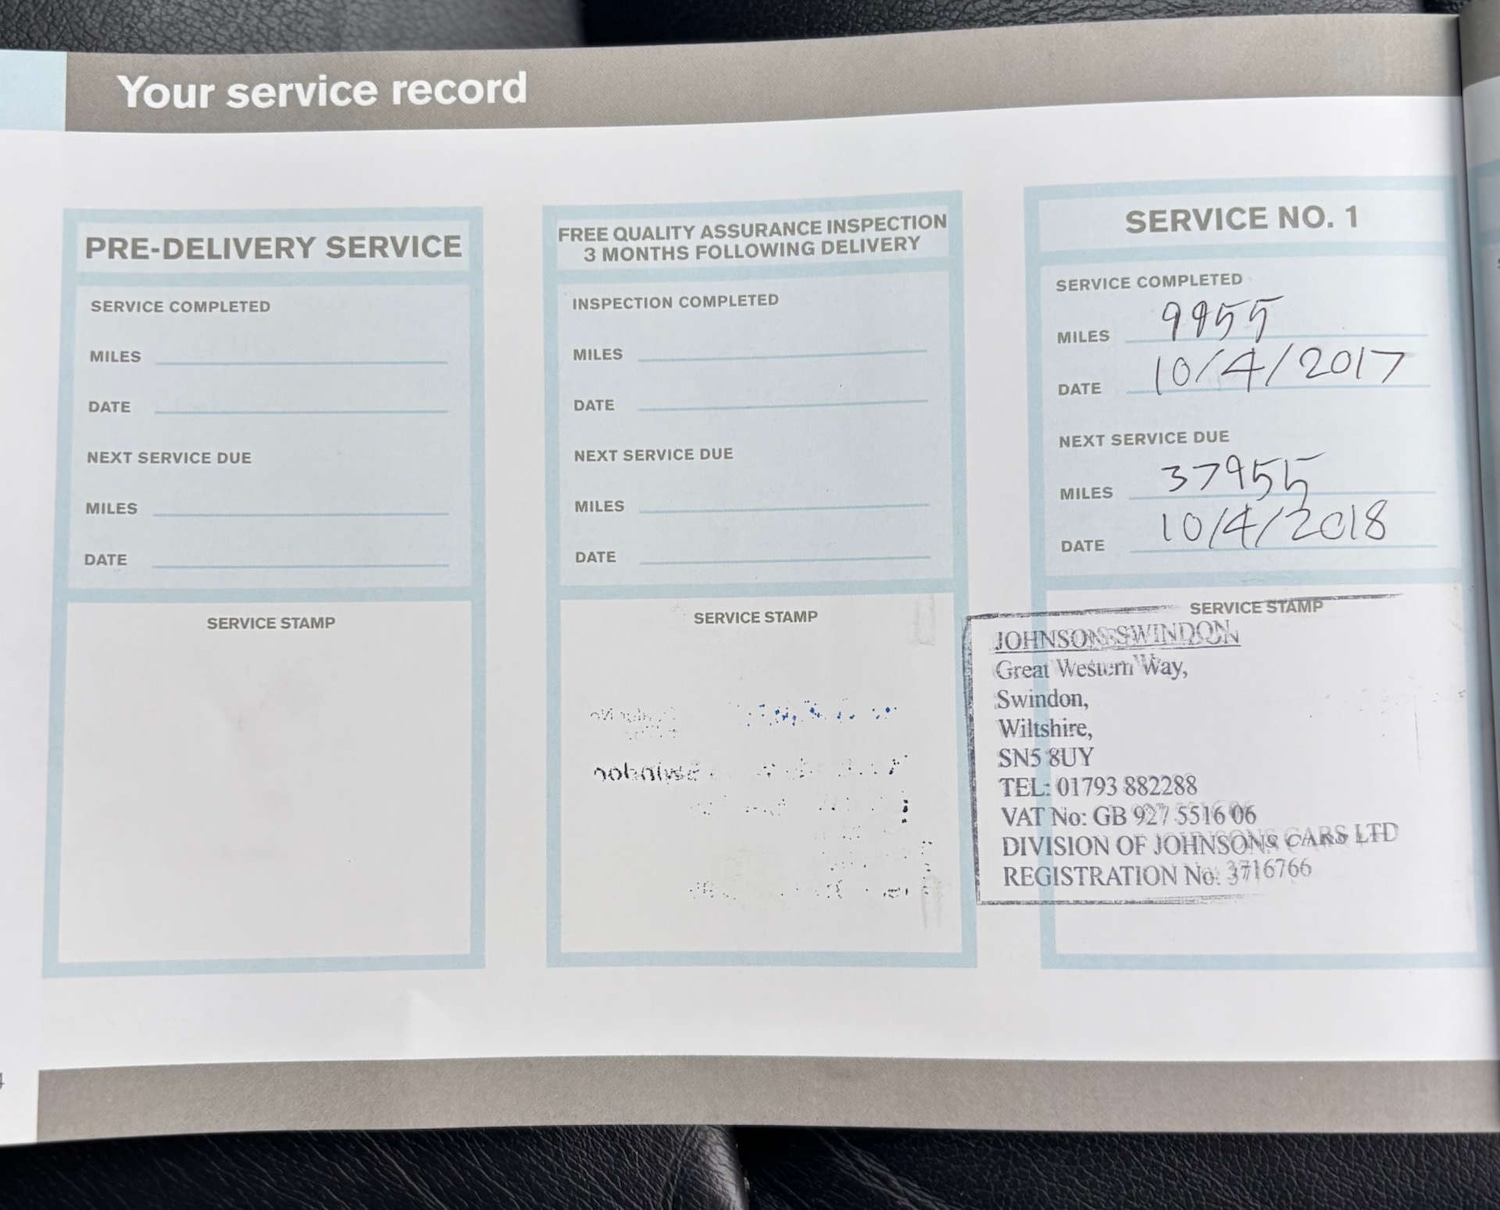 Your service record
PRE-DELIVERY SERVICE
SERVICE COMPLETED
MILES
DATE
NEXT SERVICE DUE
MILES
DATE
SERVICE STAMP
FREE QUALITY ASSURANCE INSPECTION
3 MONTHS FOLLOWING DELIVERY
INSPECTION COMPLETED
MILES
DATE
NEXT SERVICE DUE
MILES
DATE
SERVICE STAMP
Swindon
SERVICE NO. 1
SERVICE COMPLETED
MILES 9955
DATE 10/4/2017
NEXT SERVICE DUE
MILES 37955
DATE 10/4/2018
SERVICE STAMP
JOHNSONS SWINDON
Great Western Way,
Swindon,
Wiltshire,
SN5 8UY
TEL: 01793 882288
VAT No: GB 927 5516 06
DIVISION OF JOHNSONS CARS LTD
REGISTRATION No: 3716766
4